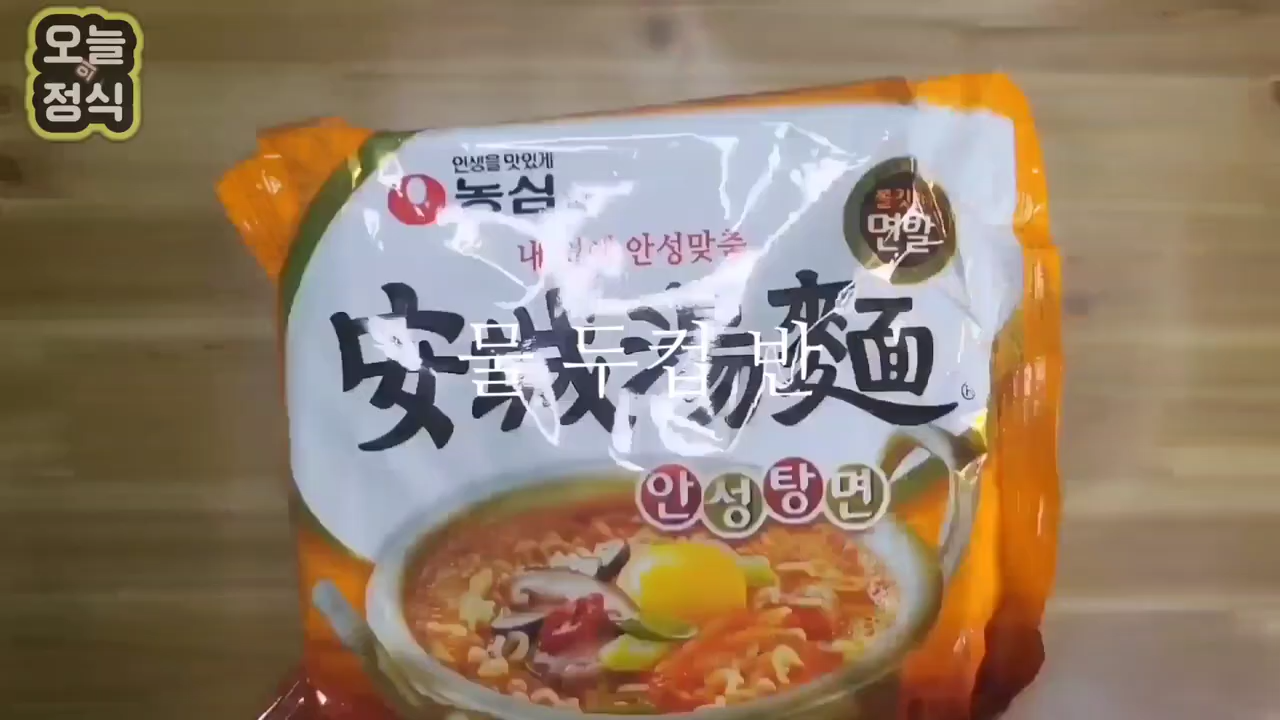 오늘
의
정식
인생을 맛있게
농심
내 안성맞춤
면발
安城湯麵
물 두컵 반
안성탕면